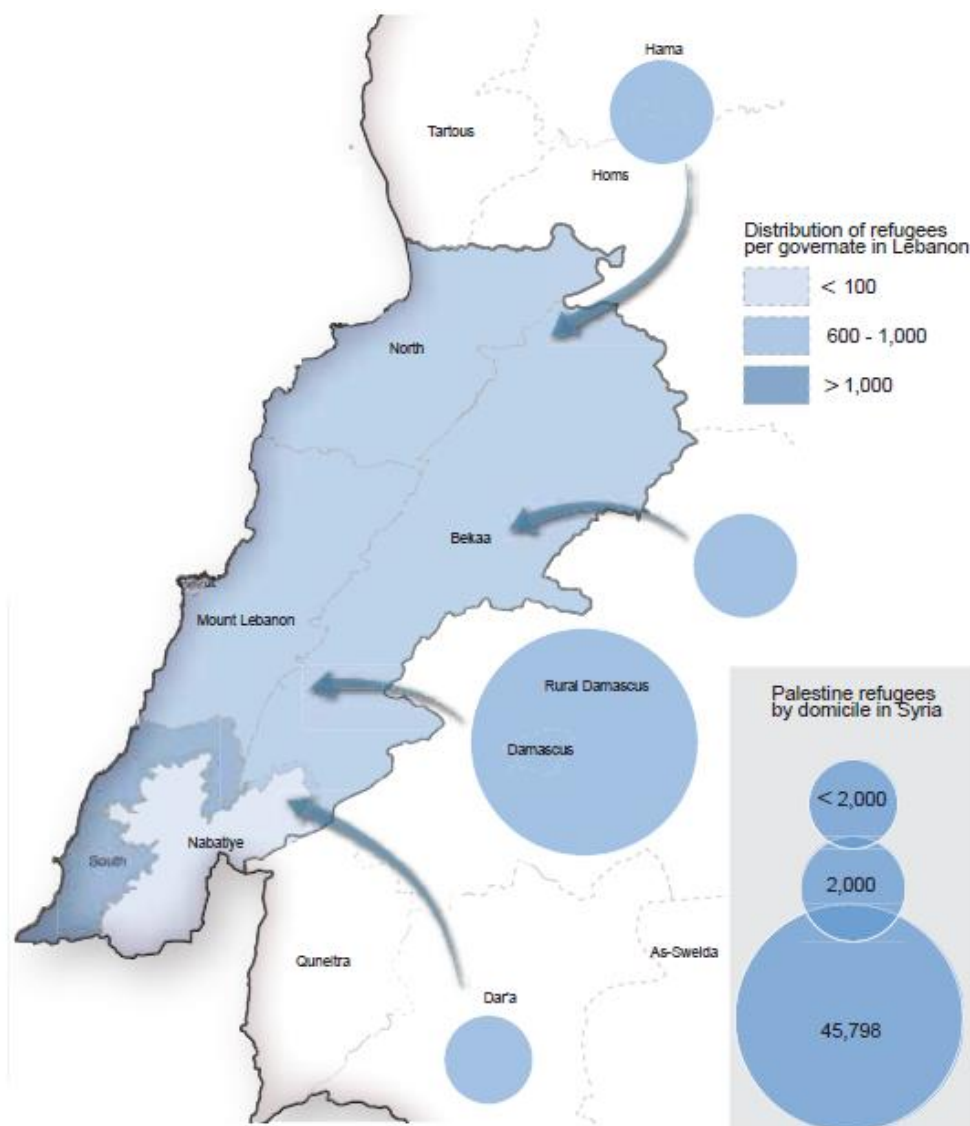 Hama
Tartous
Homs
Distribution of refugees
per governate in Lebanon
< 100
600 - 1,000
> 1,000
North
Bekaa
Mount Lebanon
Rural Damascus
Damascus
Palestine refugees
by domicile in Syria
< 2,000
2,000
45,798
Nabatiye
South
Quneitra
As-Sweida
Dar'a